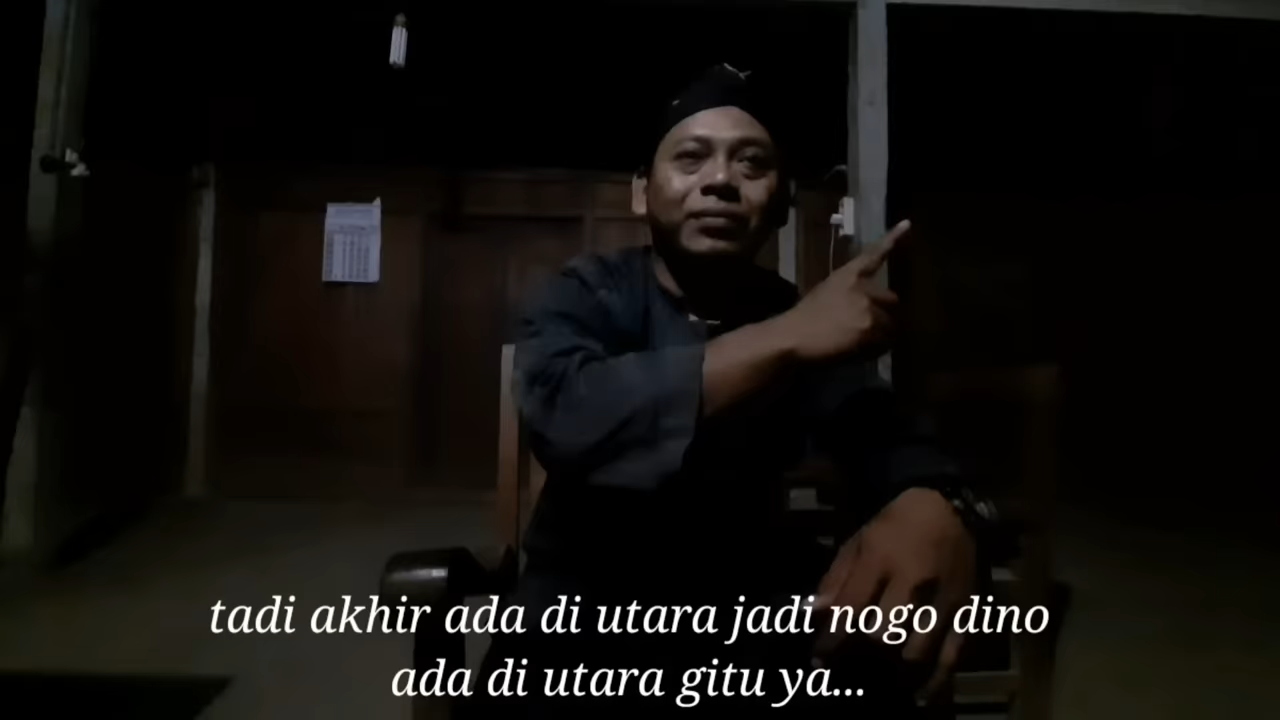 tadi akhir ada di utara jadi nogo dino
ada di utara gitu ya...